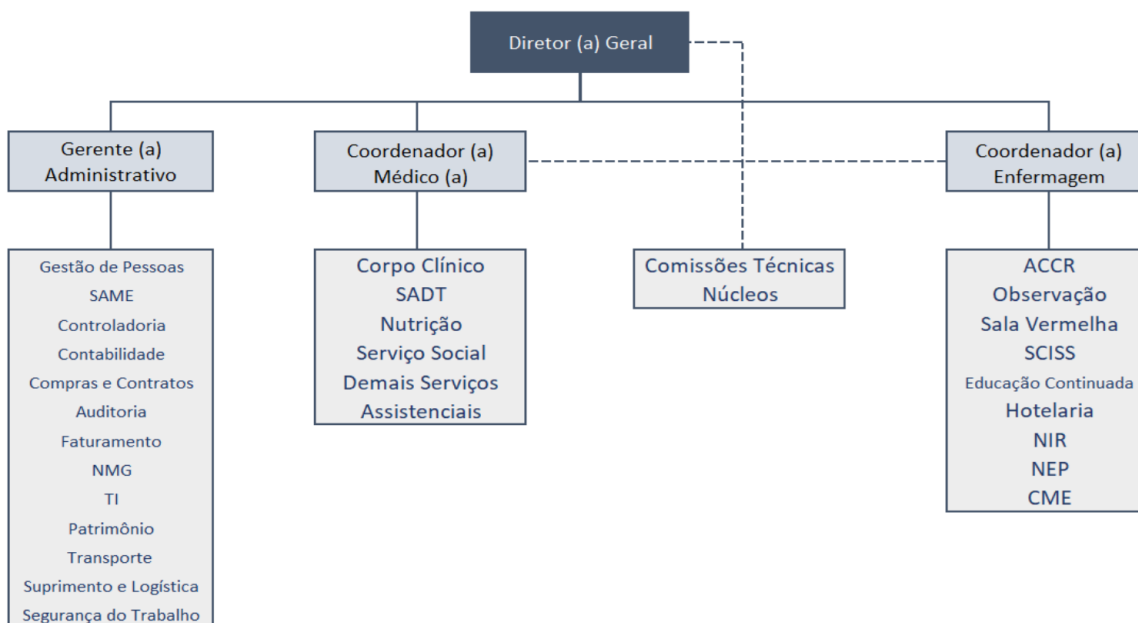 Diretor (a) Geral
Gerente (a)
Administrativo
Coordenador (a)
Médico (a)
Coordenador (a)
Enfermagem
Gestão de Pessoas
SAME
Controladoria
Contabilidade
Compras e Contratos
Auditoria
Faturamento
NMG
TI
Patrimônio
Transporte
Suprimento e Logística
Segurança do Trabalho
Corpo Clínico
SADT
Nutrição
Serviço Social
Demais Serviços
Assistenciais
Comissões Técnicas
Núcleos
ACCR
Observação
Sala Vermelha
SCISS
Educação Continuada
Hotelaria
NIR
NEP
CME